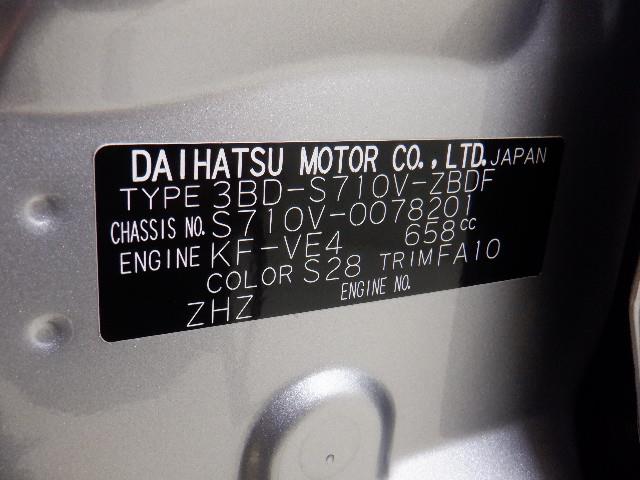 DAIHATSU MOTOR CO., LTD. JAPAN
TYPE 3BD-S710V-ZBDF
CHASSIS NO. S710V-0078201
ENGINE KF-VE4 658cc
COLOR S28 TRIM FA10
ENGINE NO.
ZHZ